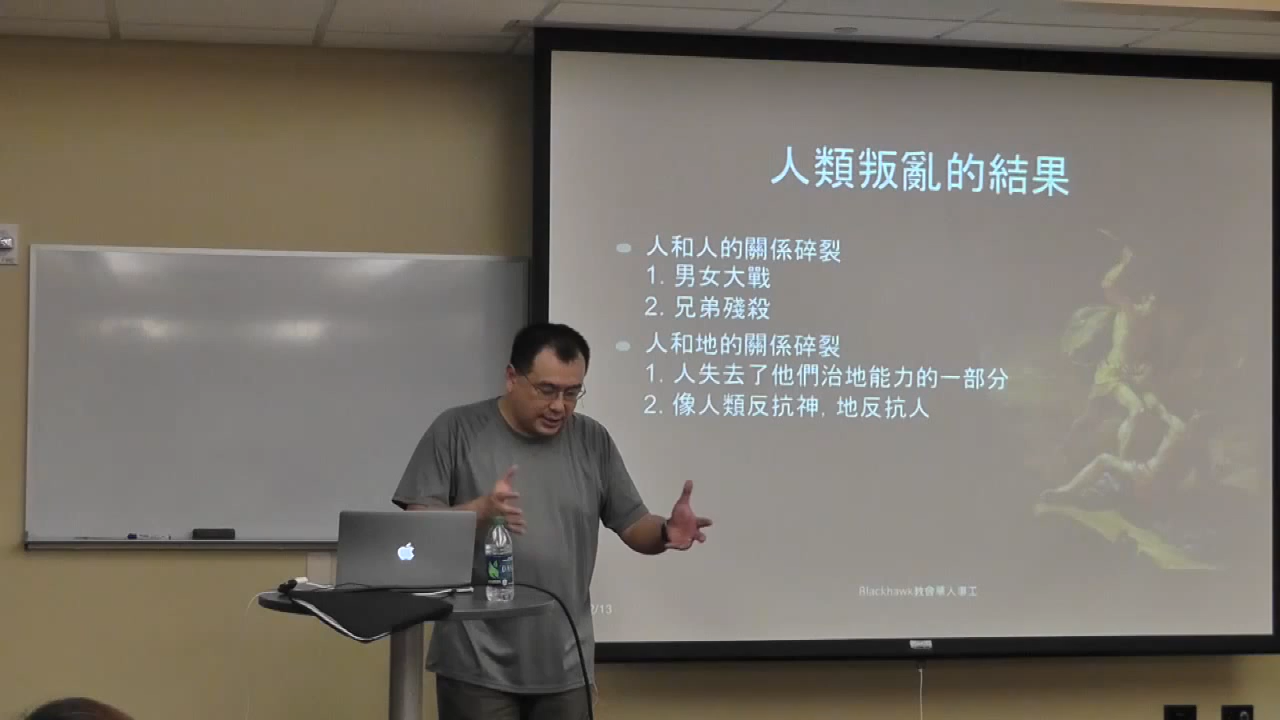 人類叛亂的結果
人和人的關係碎裂
1. 男女大戰
2. 兄弟殘殺
人和地的關係碎裂
1. 人失去了他們治地能力的一部分
2. 像人類反抗神, 地反抗人
Blackhawk教會華人事工
/13